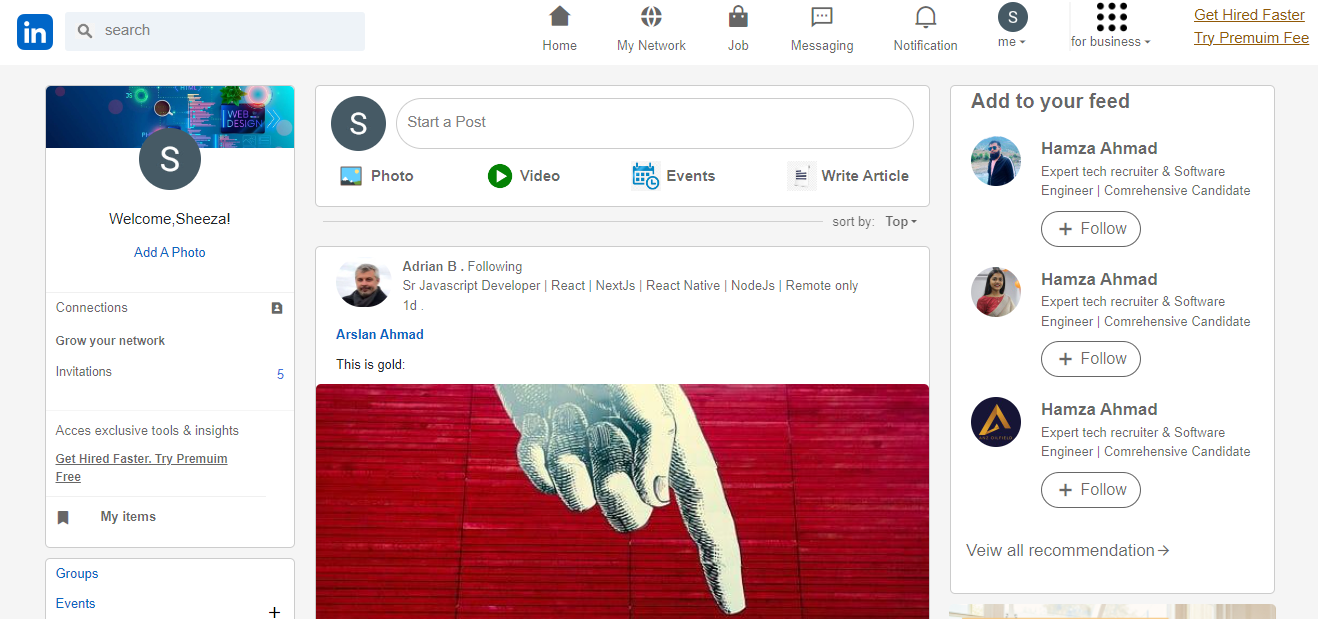 in
search
Home
My Network
Job
Messaging
Notification
S
me
for business
Get Hired Faster
Try Premuim Fee
JS
HTML
WEB
DESIGN
S
Welcome,Sheeza!
Add A Photo
Connections
Grow your network
Invitations
5
Acces exclusive tools & insights
Get Hired Faster. Try Premuim
Free
My items
Groups
Events
+
S
Start a Post
Photo
Video
Events
Write Article
sort by: Top
Adrian B . Following
Sr Javascript Developer | React | NextJs | React Native | NodeJs | Remote only
1d .
Arslan Ahmad
This is gold:
Add to your feed
Hamza Ahmad
Expert tech recruiter & Software
Engineer | Comrehensive Candidate
+ Follow
Hamza Ahmad
Expert tech recruiter & Software
Engineer | Comrehensive Candidate
+ Follow
Hamza Ahmad
Expert tech recruiter & Software
Engineer | Comrehensive Candidate
+ Follow
Veiw all recommendation→